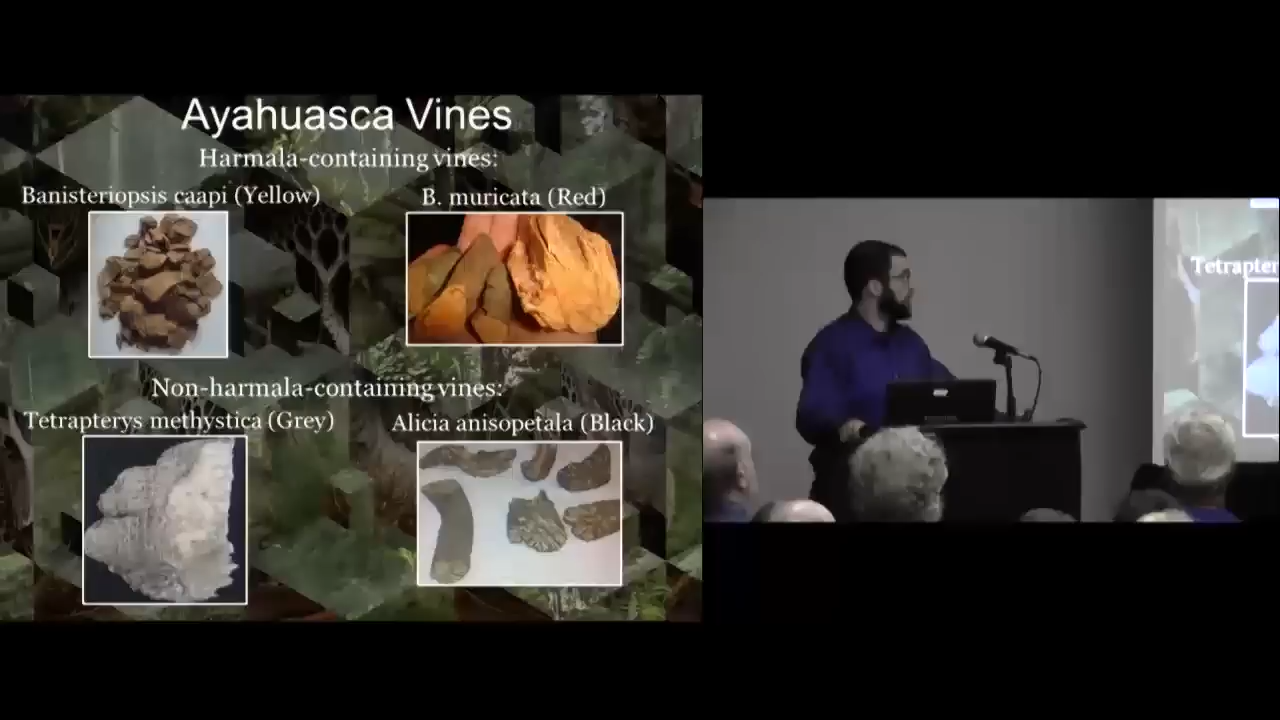 Ayahuasca Vines
Harmala-containing vines:
Banisteriopsis caapi (Yellow)
B. muricata (Red)
Non-harmala-containing vines:
Tetrapterys methystica (Grey)
Alicia anisopetala (Black)
Tetrapter